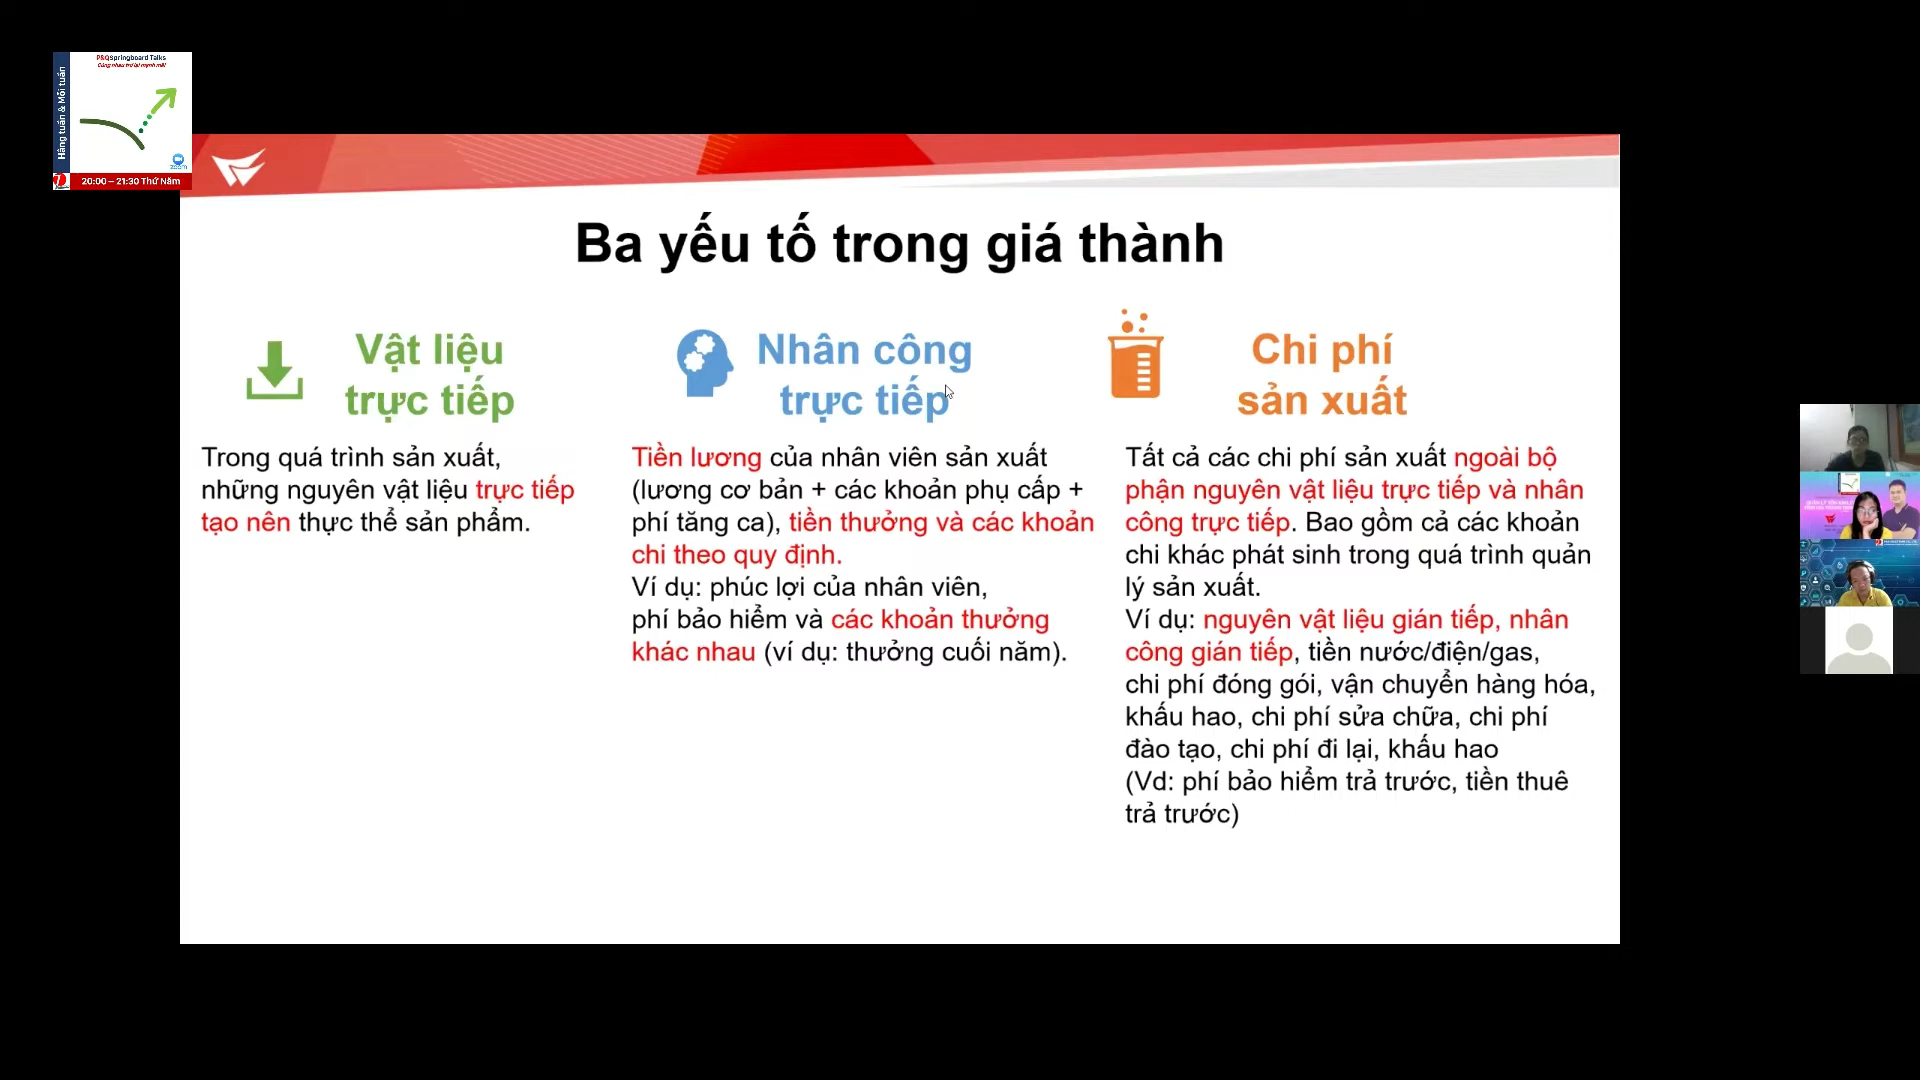 P&QSpringboard Talks
Cùng nhau trở lại mạnh mẽ!
Hàng tuần & Mỗi tuần
zoom
20:00 – 21:30 Thứ Năm
Ba yếu tố trong giá thành
Vật liệu
trực tiếp
Trong quá trình sản xuất,
những nguyên vật liệu trực tiếp
tạo nên thực thể sản phẩm.
Nhân công
trực tiếp
Tiền lương của nhân viên sản xuất
(lương cơ bản + các khoản phụ cấp +
phí tăng ca), tiền thưởng và các khoản
chi theo quy định.
Ví dụ: phúc lợi của nhân viên,
phí bảo hiểm và các khoản thưởng
khác nhau (ví dụ: thưởng cuối năm).
Chi phí
sản xuất
Tất cả các chi phí sản xuất ngoài bộ
phận nguyên vật liệu trực tiếp và nhân
công trực tiếp. Bao gồm cả các khoản
chi khác phát sinh trong quá trình quản
lý sản xuất.
Ví dụ: nguyên vật liệu gián tiếp, nhân
công gián tiếp, tiền nước/điện/gas,
chi phí đóng gói, vận chuyển hàng hóa,
khấu hao, chi phí sửa chữa, chi phí
đào tạo, chi phí đi lại, khấu hao
(Vd: phí bảo hiểm trả trước, tiền thuê
trả trước)